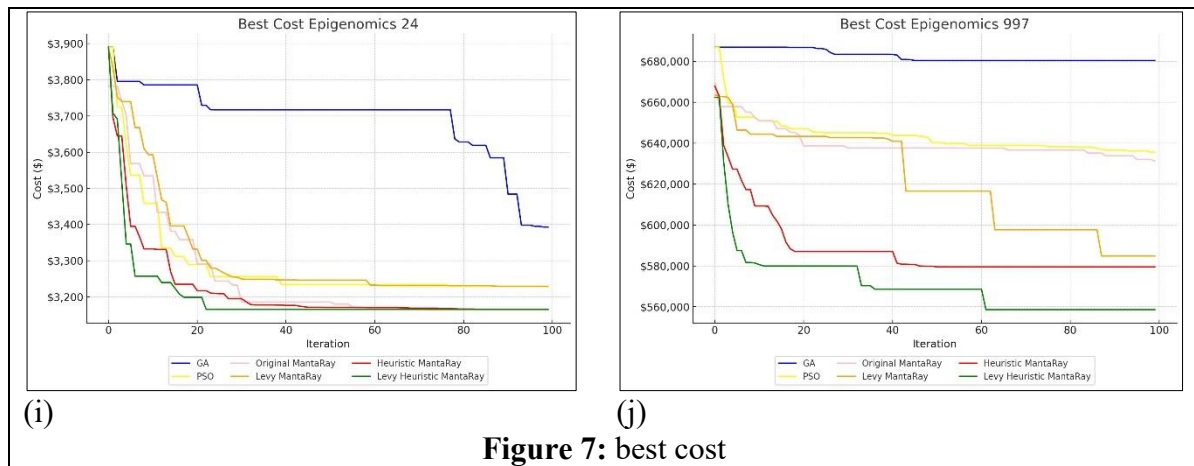 Best Cost Epigenomics 24
Cost ($)
$3,900
$3,800
$3,700
$3,600
$3,500
$3,400
$3,300
$3,200
0 20 40 60 80 100
Iteration
GA Original MantaRay Heuristic MantaRay
PSO Levy MantaRay Levy Heuristic MantaRay
(i)
Best Cost Epigenomics 997
Cost ($)
$680,000
$660,000
$640,000
$620,000
$600,000
$580,000
$560,000
0 20 40 60 80 100
Iteration
GA Original MantaRay Heuristic MantaRay
PSO Levy MantaRay Levy Heuristic MantaRay
(j)
Figure 7: best cost